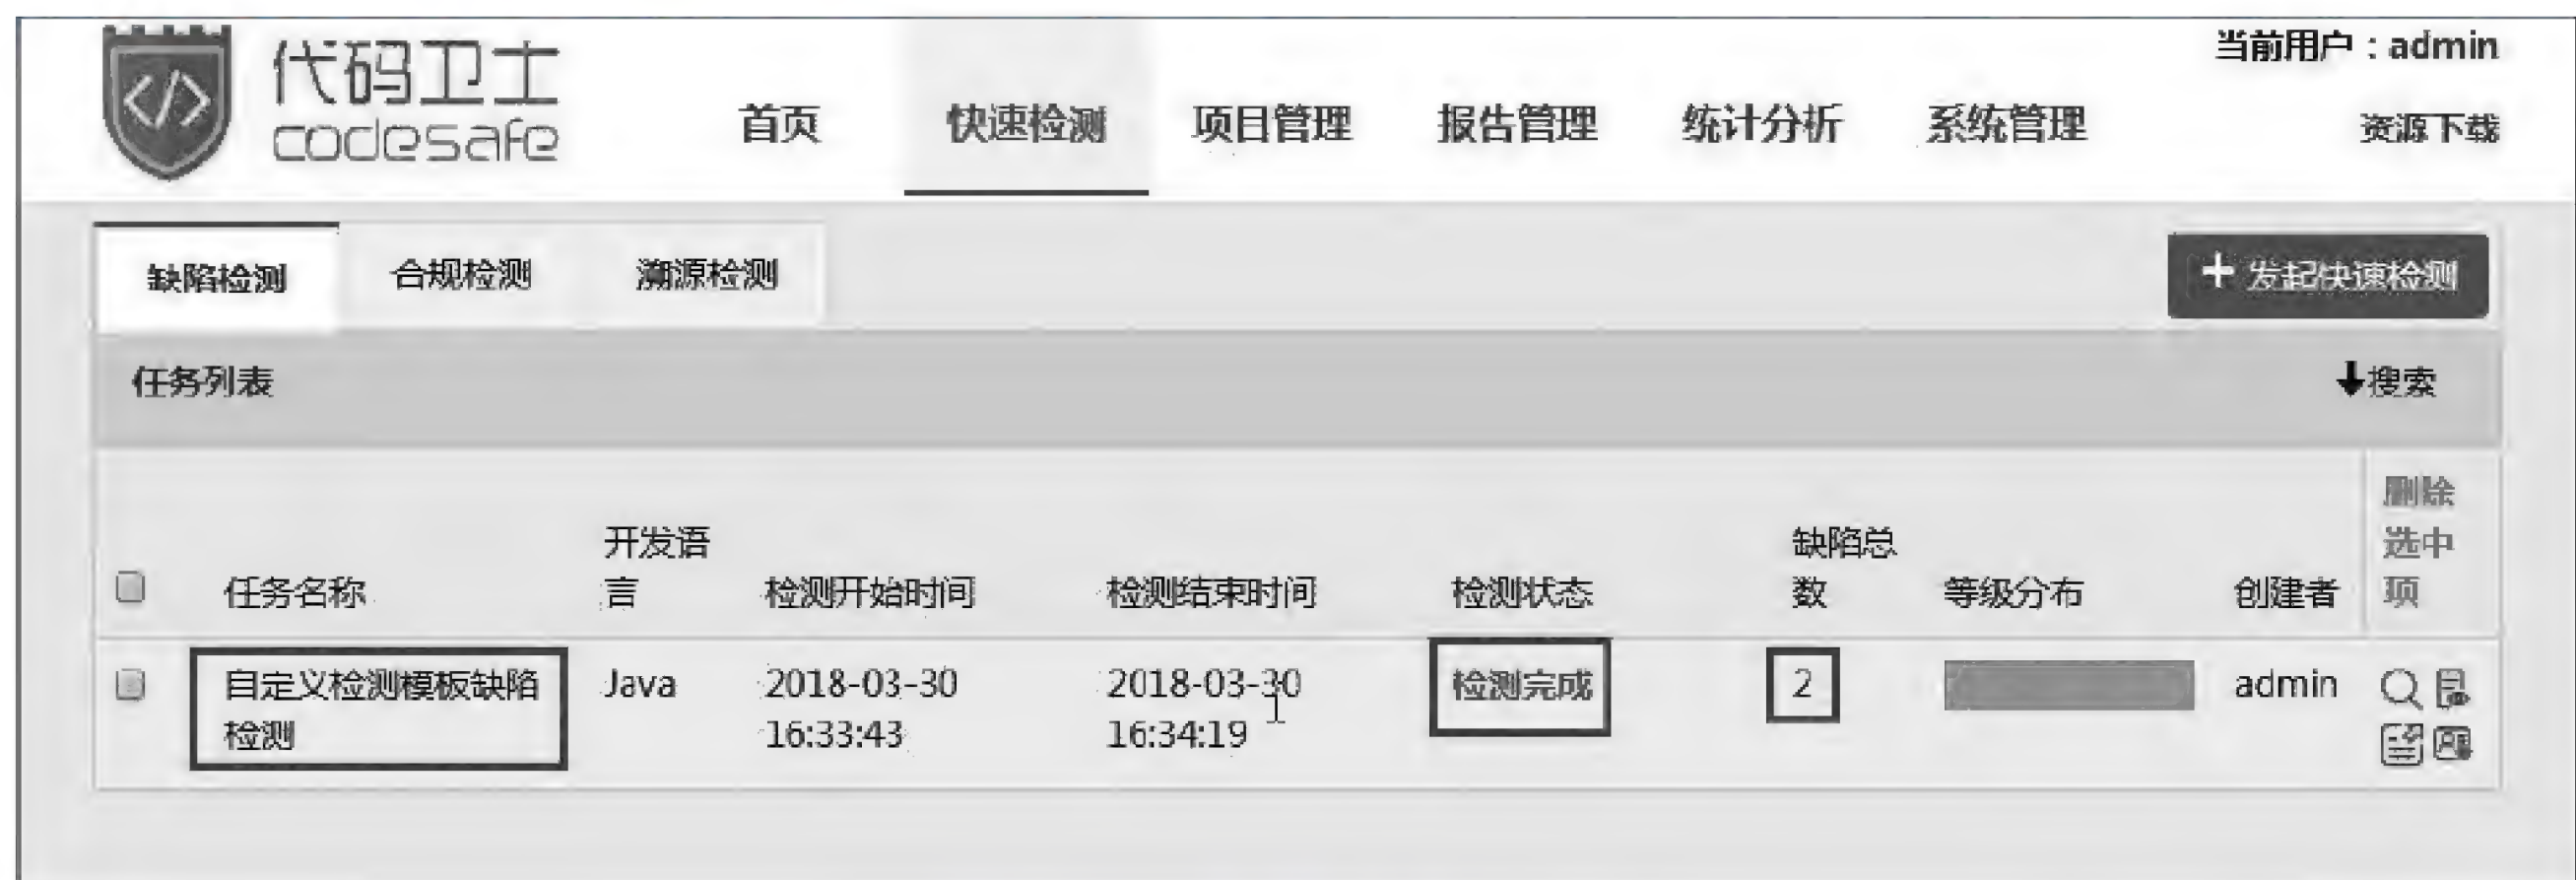 当前用户：admin
代码卫士
codesafe
首页 快速检测 项目管理 报告管理 统计分析 系统管理 资源下载
缺陷检测 合规检测 溯源检测 + 发起快速检测
任务列表 搜索
任务名称 开发语言 检测开始时间 检测结束时间 检测状态 缺陷总数 等级分布 创建者 删除选中项
自定义检测模板缺陷 Java 2018-03-30 2018-03-30 检测完成 2 admin
检测 16:33:43 16:34:19